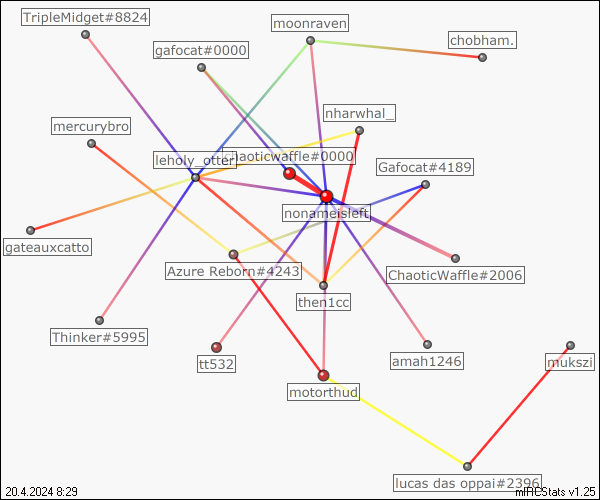 TripleMidget#8824
moonraven
gafocat#0000
chobham.
nharwhal_
mercurybro
leholy_otter
chaoticwaffle#0000
Gafocat#4189
nonameisleft
gateauxcatto
Azure Reborn#4243
ChaoticWaffle#2006
then1cc
Thinker#5995
tt532
amah1246
mukszi
motorthud
lucas das oppai#2396
20.4.2024 8:29
mIRCStats v1.25